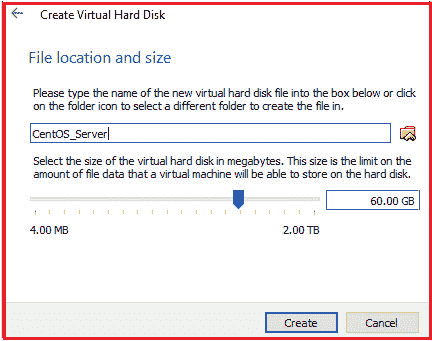 Create Virtual Hard Disk
File location and size
Please type the name of the new virtual hard disk file into the box below or click
on the folder icon to select a different folder to create the file in.
CentOS_Server
Select the size of the virtual hard disk in megabytes. This size is the limit on the
amount of file data that a virtual machine will be able to store on the hard disk.
60.00 GB
4.00 MB 2.00 TB
Create Cancel